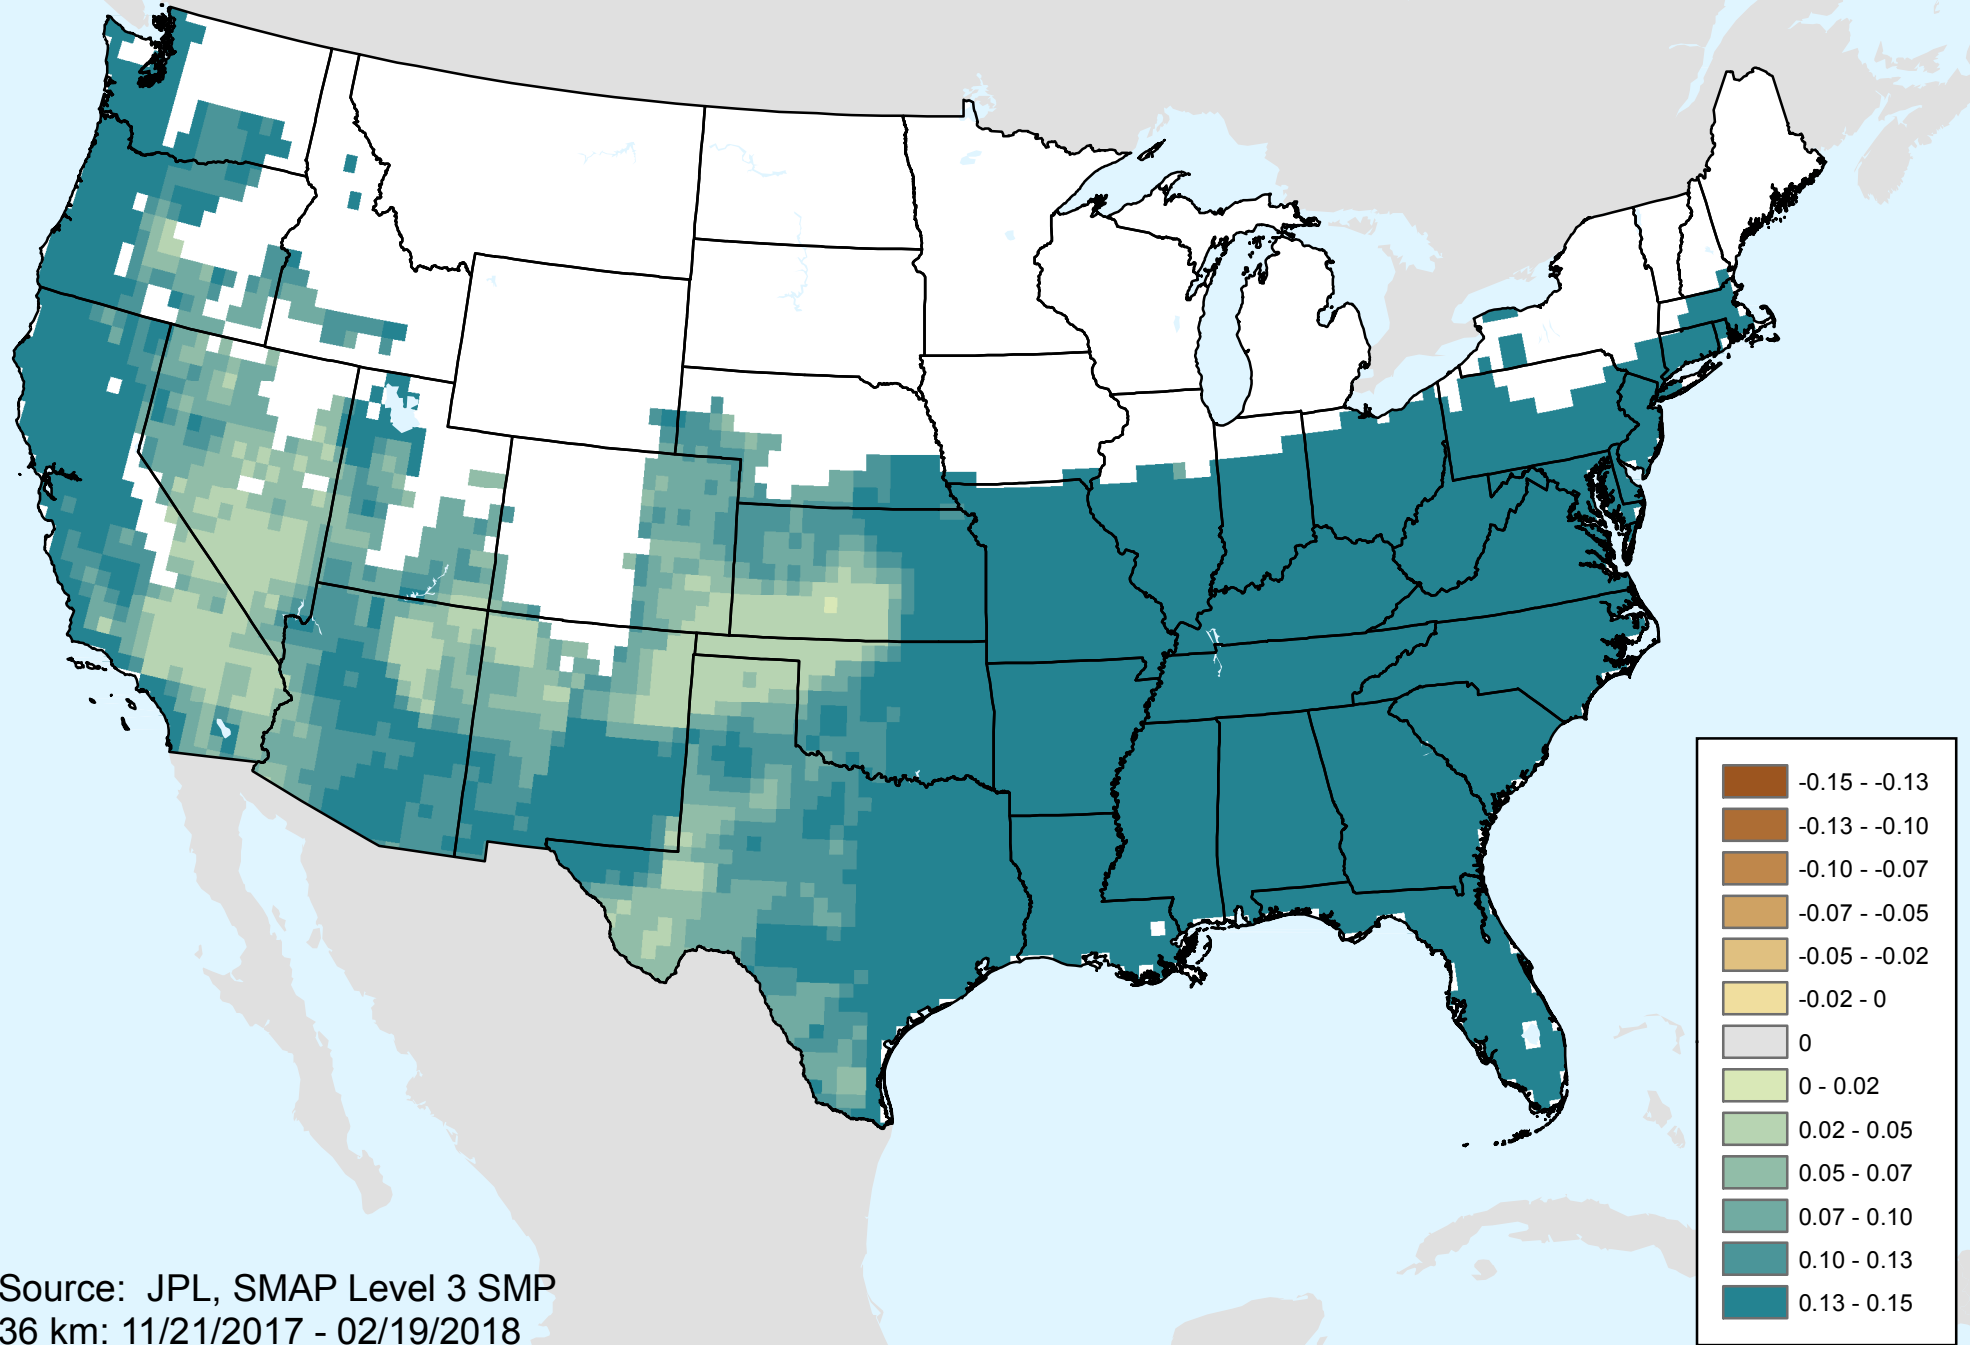 -0.15 - -0.13
-0.13 - -0.10
-0.10 - -0.07
-0.07 - -0.05
-0.05 - -0.02
-0.02 - 0
0
0 - 0.02
0.02 - 0.05
0.05 - 0.07
0.07 - 0.10
0.10 - 0.13
0.13 - 0.15
Source: JPL, SMAP Level 3 SMP
36 km: 11/21/2017 - 02/19/2018